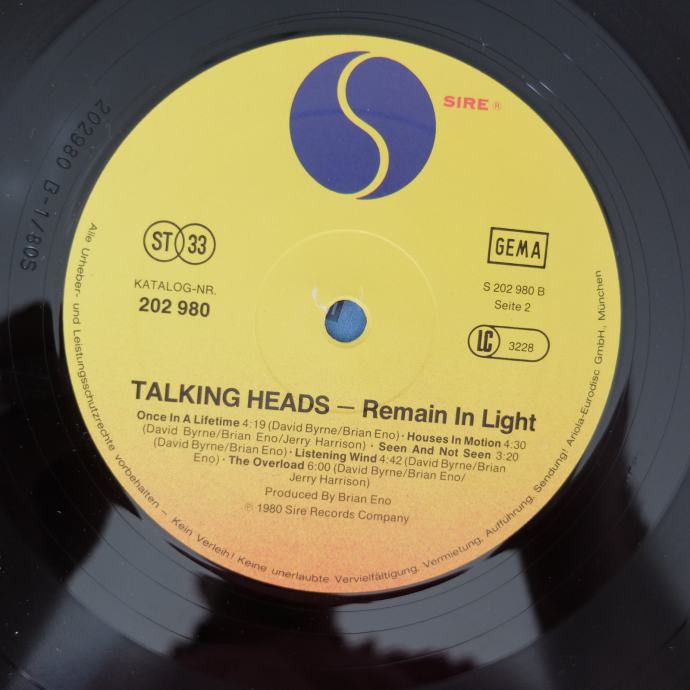 SIRE ®
ST 33
GEMA
KATALOG-NR.
202 980
S 202 980 B
Seite 2
LC 3228
TALKING HEADS – Remain In Light
Once In A Lifetime 4:19 (David Byrne/Brian Eno) · Houses In Motion 4:30
(David Byrne/Brian Eno/Jerry Harrison) · Seen And Not Seen 3:20
(David Byrne/Brian Eno) · Listening Wind 4:42 (David Byrne/Brian
Eno) · The Overload 6:00 (David Byrne/Brian Eno/
Jerry Harrison)
Produced By Brian Eno
℗ 1980 Sire Records Company
Alle Urheber- und Leistungsschutzrechte vorbehalten – Kein Verleih! Keine unerlaubte Vervielfältigung, Vermietung, Aufführung, Sendung! Ariola-Eurodisc GmbH., München
202980 B-1/80S